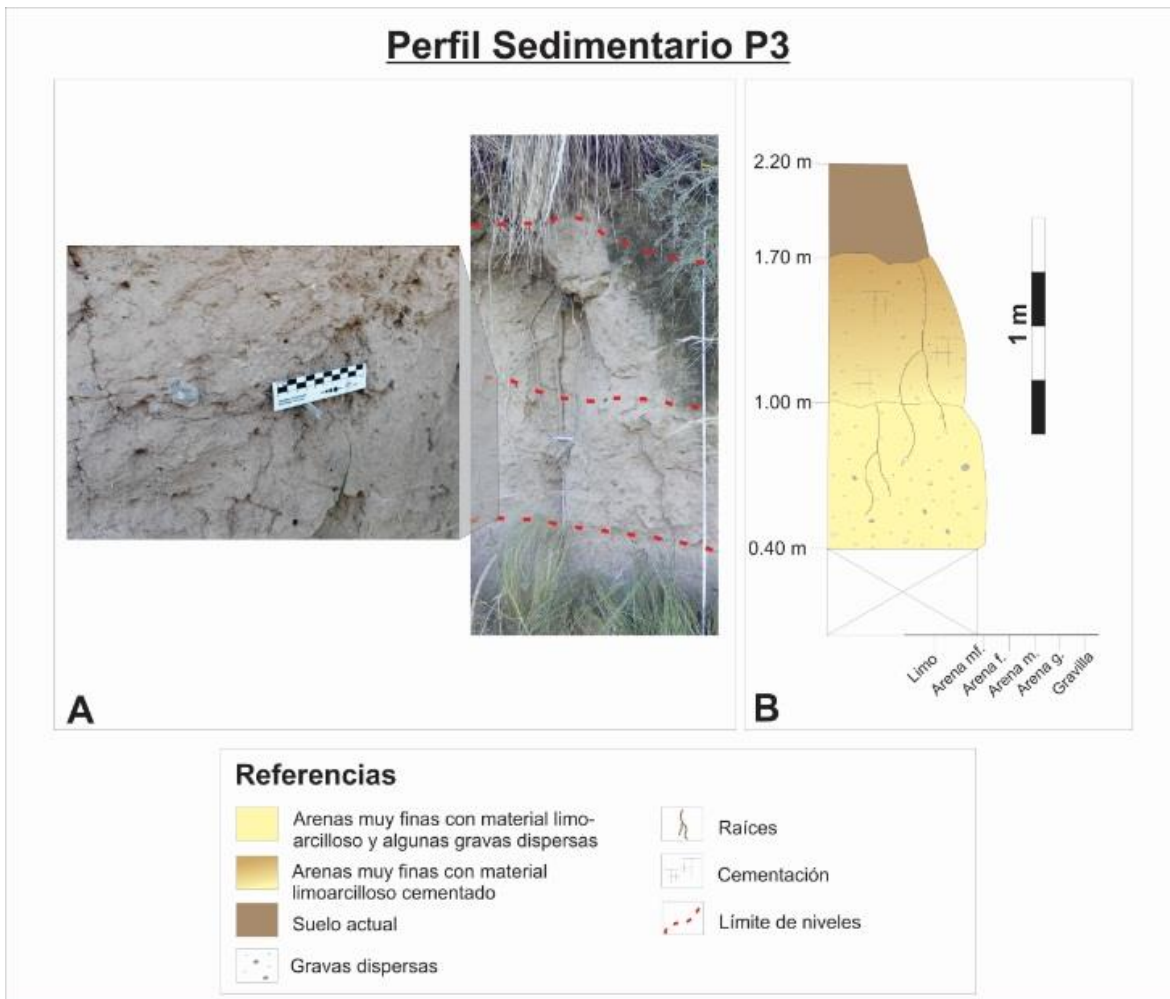 Perfil Sedimentario P3
A
2.20 m
1.70 m
1.00 m
0.40 m
1 m
Limo
Arena mf.
Arena f.
Arena m.
Arena g.
Gravilla
B
Referencias
Arenas muy finas con material limo-
arcilloso y algunas gravas dispersas
Arenas muy finas con material
limoarcilloso cementado
Suelo actual
Gravas dispersas
Raíces
Cementación
Límite de niveles